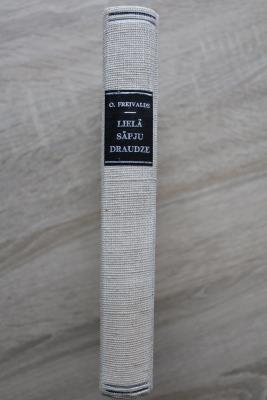 O. FREIVALDS
LIELĀ
SĀPJU
DRAUDZE